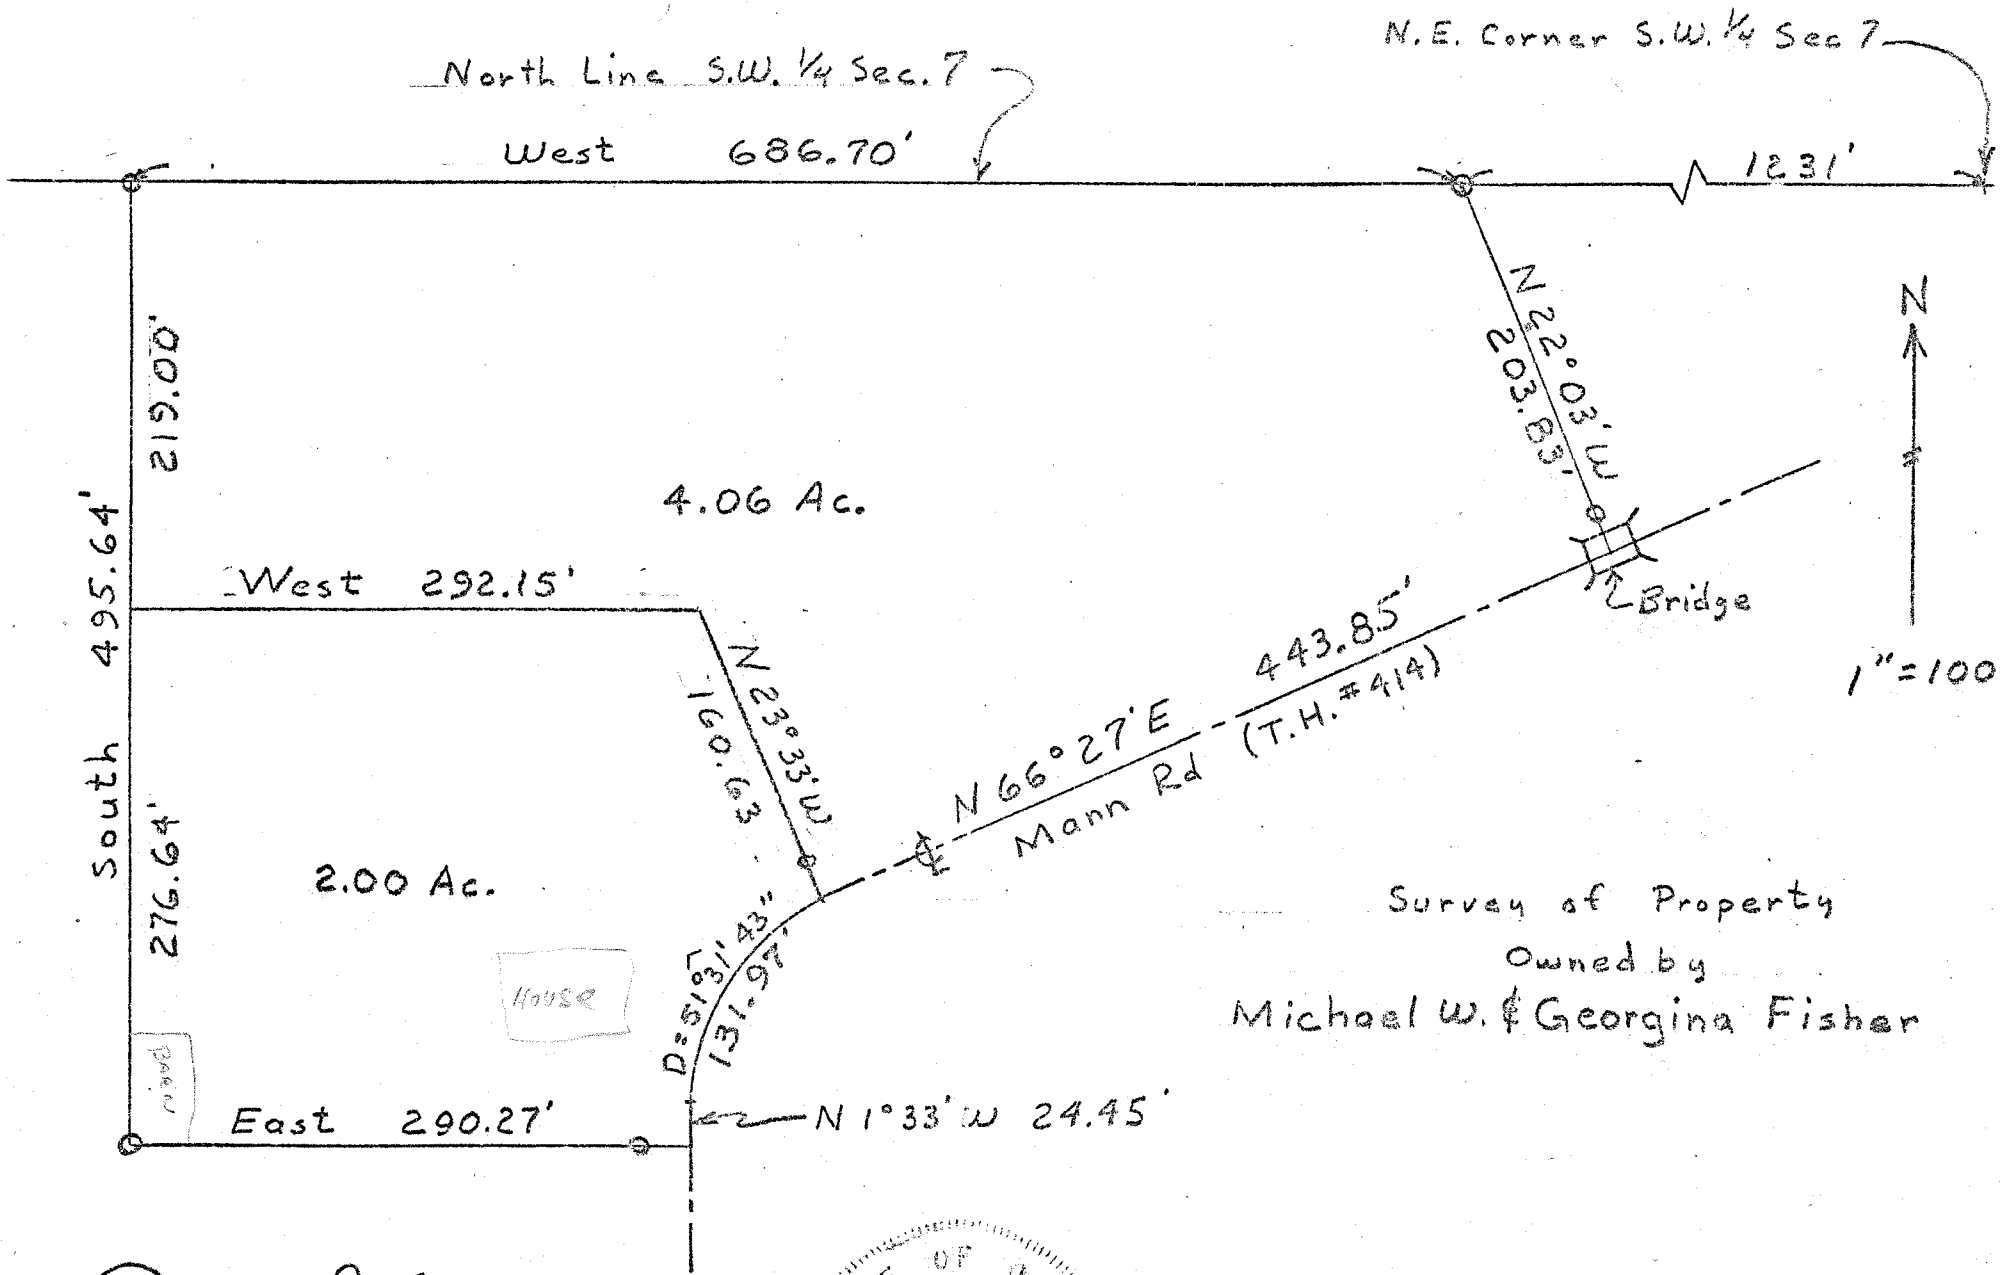 N.E. Corner S.W. 1/4 Sec 7
North Line S.W. 1/4 Sec. 7
West 686.70'
1231'
N
219.00'
N 22°03' W
203.83'
4.06 Ac.
South 495.64'
West 292.15'
Bridge
1"=100
443.85'
N 66°27' E
Mann Rd (T.H. #414)
N 23°33' W
160.63
℄
276.64'
2.00 Ac.
D=51°31'43"
131.97'
House
Survey of Property
Owned by
Michael W. & Georgina Fisher
East 290.27'
N 1°33' W 24.45'
OF